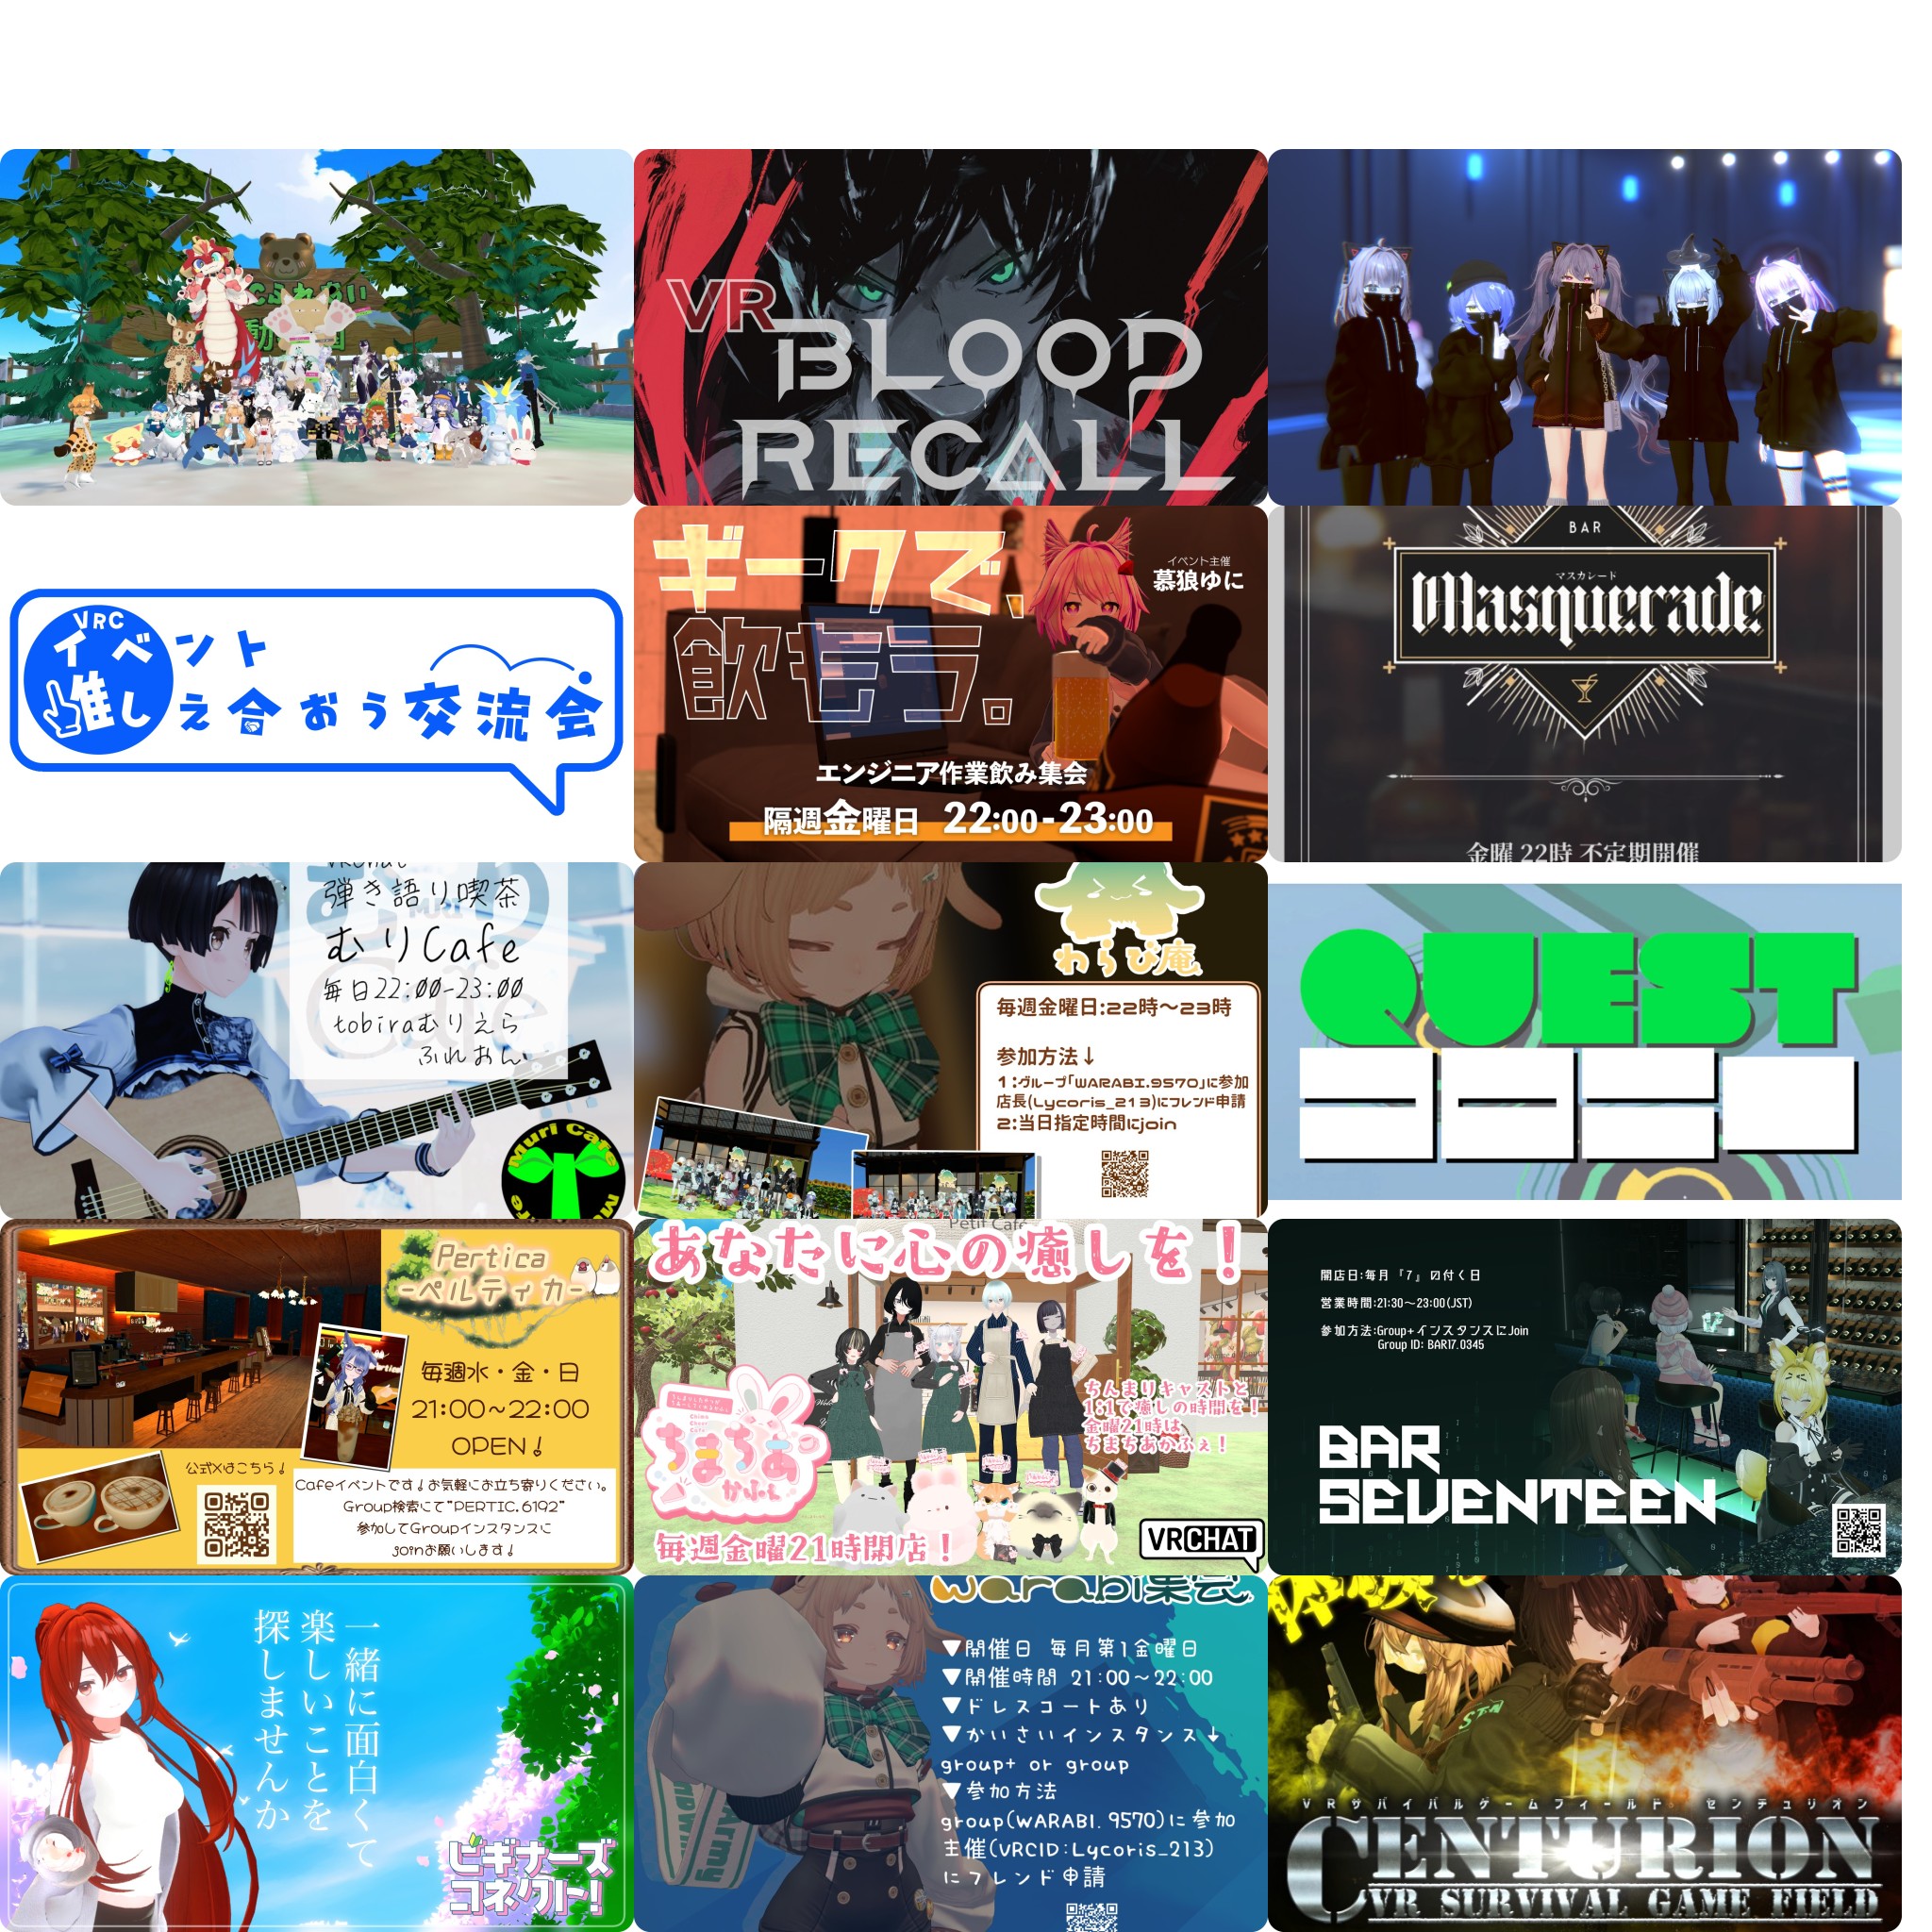 VR
BLOOD
RECALL
VRC
イベント
推し え合おう交流会
ギークで、
飲もう。
イベント主催
慕狼ゆに
エンジニア作業飲み集会
隔週金曜日 22:00-23:00
BAR
マスカレード
Masquerade
金曜 22時 不定期開催
弾き語り喫茶
むりCafe
毎日22:00-23:00
tobiraむりえら
ふれおん
Muri Cafe
わらび庵
毎週金曜日:22時～23時
参加方法↓
1:グループ「WARABI.9570」に参加
店長(Lycoris_213)にフレンド申請
2:当日指定時間にjoin
QUEST
Pertica
-ペルティカ-
毎週水・金・日
21:00～22:00
OPEN!
公式Xはこちら!
Cafeイベントです!お気軽にお立ち寄りください。
Group検索にて"PERTIC.6192"
参加してGroupインスタンスに
joinお願いします!
Petit Cafe
あなたに心の癒しを!
ちんまりキャストと
1:1で癒しの時間を!
金曜21時は
ちまちあかふぇ!
ちまちあ
かふぇ
毎週金曜21時開店!
VRCHAT
開店日:毎月『7』の付く日
営業時間:21:30～23:00(JST)
参加方法:Group+インスタンスにJoin
Group ID: BAR17.0345
BAR
SEVENTEEN
一緒に面白くて
楽しいことを
探しませんか
ビギナーズ
コネクト!
warabi集会
▼開催日 毎月第1金曜日
▼開催時間 21:00～22:00
▼ドレスコードあり
▼かいさいインスタンス↓
group+ or group
▼参加方法
group(WARABI.9570)に参加
主催(VRCID:Lycoris_213)
にフレンド申請
VRサバイバルゲームフィールド センチュリオン
CENTURION
VR SURVIVAL GAME FIELD